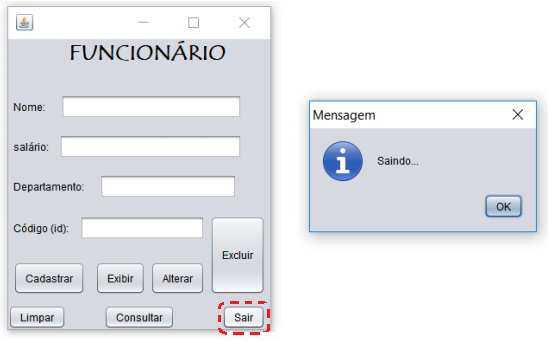 FUNCIONÁRIO
Nome:
salário:
Departamento:
Código (id):
Excluir
Cadastrar Exibir Alterar
Limpar Consultar Sair
Mensagem
Saindo...
OK